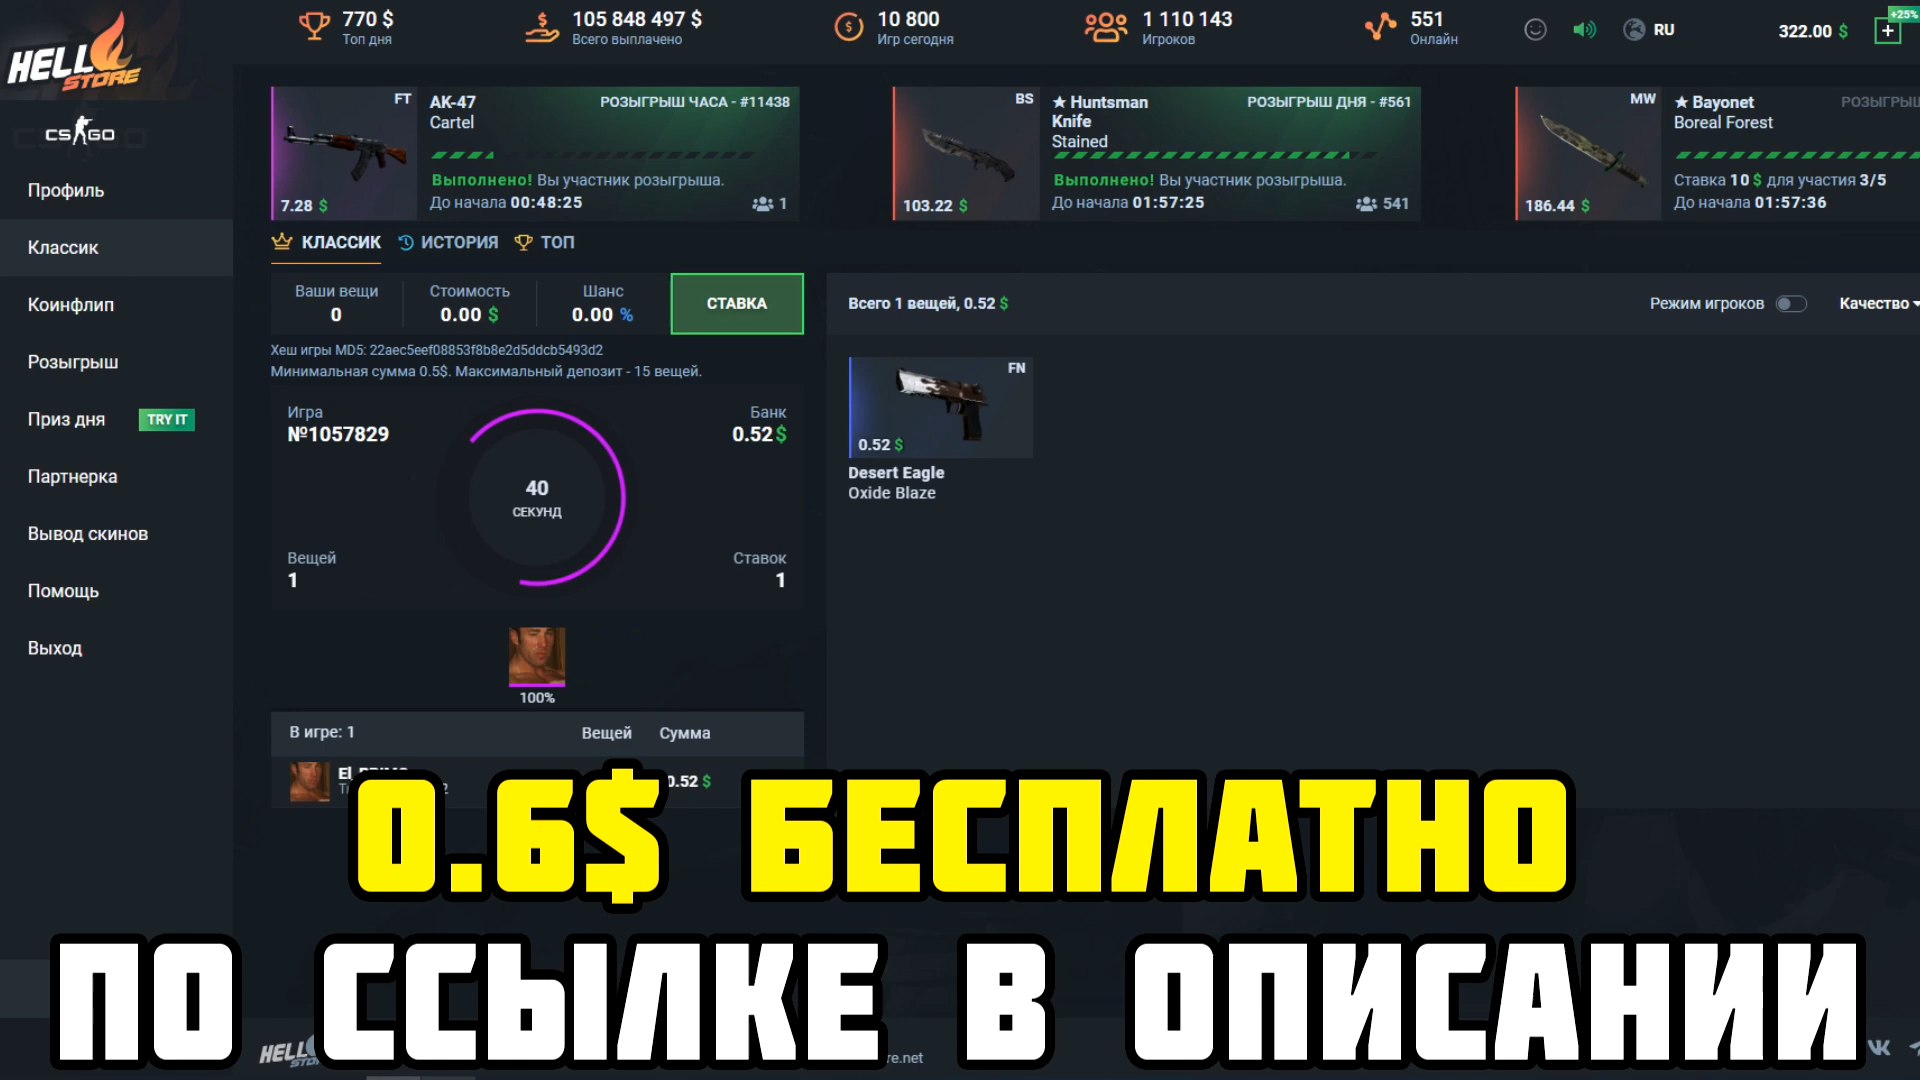 HELL STORE
770 $
Топ дня
105 848 497 $
Всего выплачено
10 800
Игр сегодня
1 110 143
Игроков
551
Онлайн
RU
322.00 $
+25%
CS GO
Профиль
Классик
Коинфлип
Розыгрыш
Приз дня TRY IT
Партнерка
Вывод скинов
Помощь
Выход
FT
7.28 $
AK-47
Cartel
РОЗЫГРЫШ ЧАСА - #11438
Выполнено! Вы участник розыгрыша.
До начала 00:48:25
1
BS
103.22 $
★ Huntsman
Knife
Stained
РОЗЫГРЫШ ДНЯ - #561
Выполнено! Вы участник розыгрыша.
До начала 01:57:25
541
MW
186.44 $
★ Bayonet
Boreal Forest
Ставка 10 $ для участия 3/5
До начала 01:57:36
КЛАССИК ИСТОРИЯ ТОП
Ваши вещи
0
Стоимость
0.00 $
Шанс
0.00 %
СТАВКА
Хеш игры MD5: 22aec5eef08853f8b8e2d5ddcb5493d2
Минимальная сумма 0.5$. Максимальный депозит - 15 вещей.
Игра
№1057829
Банк
0.52 $
40
СЕКУНД
Вещей
1
Ставок
1
100%
В игре: 1 Вещей Сумма
0.52 $
Всего 1 вещей, 0.52 $
Режим игроков
Качество
FN
0.52 $
Desert Eagle
Oxide Blaze
0.6$ БЕСПЛАТНО
ПО ССЫЛКЕ В ОПИСАНИИ